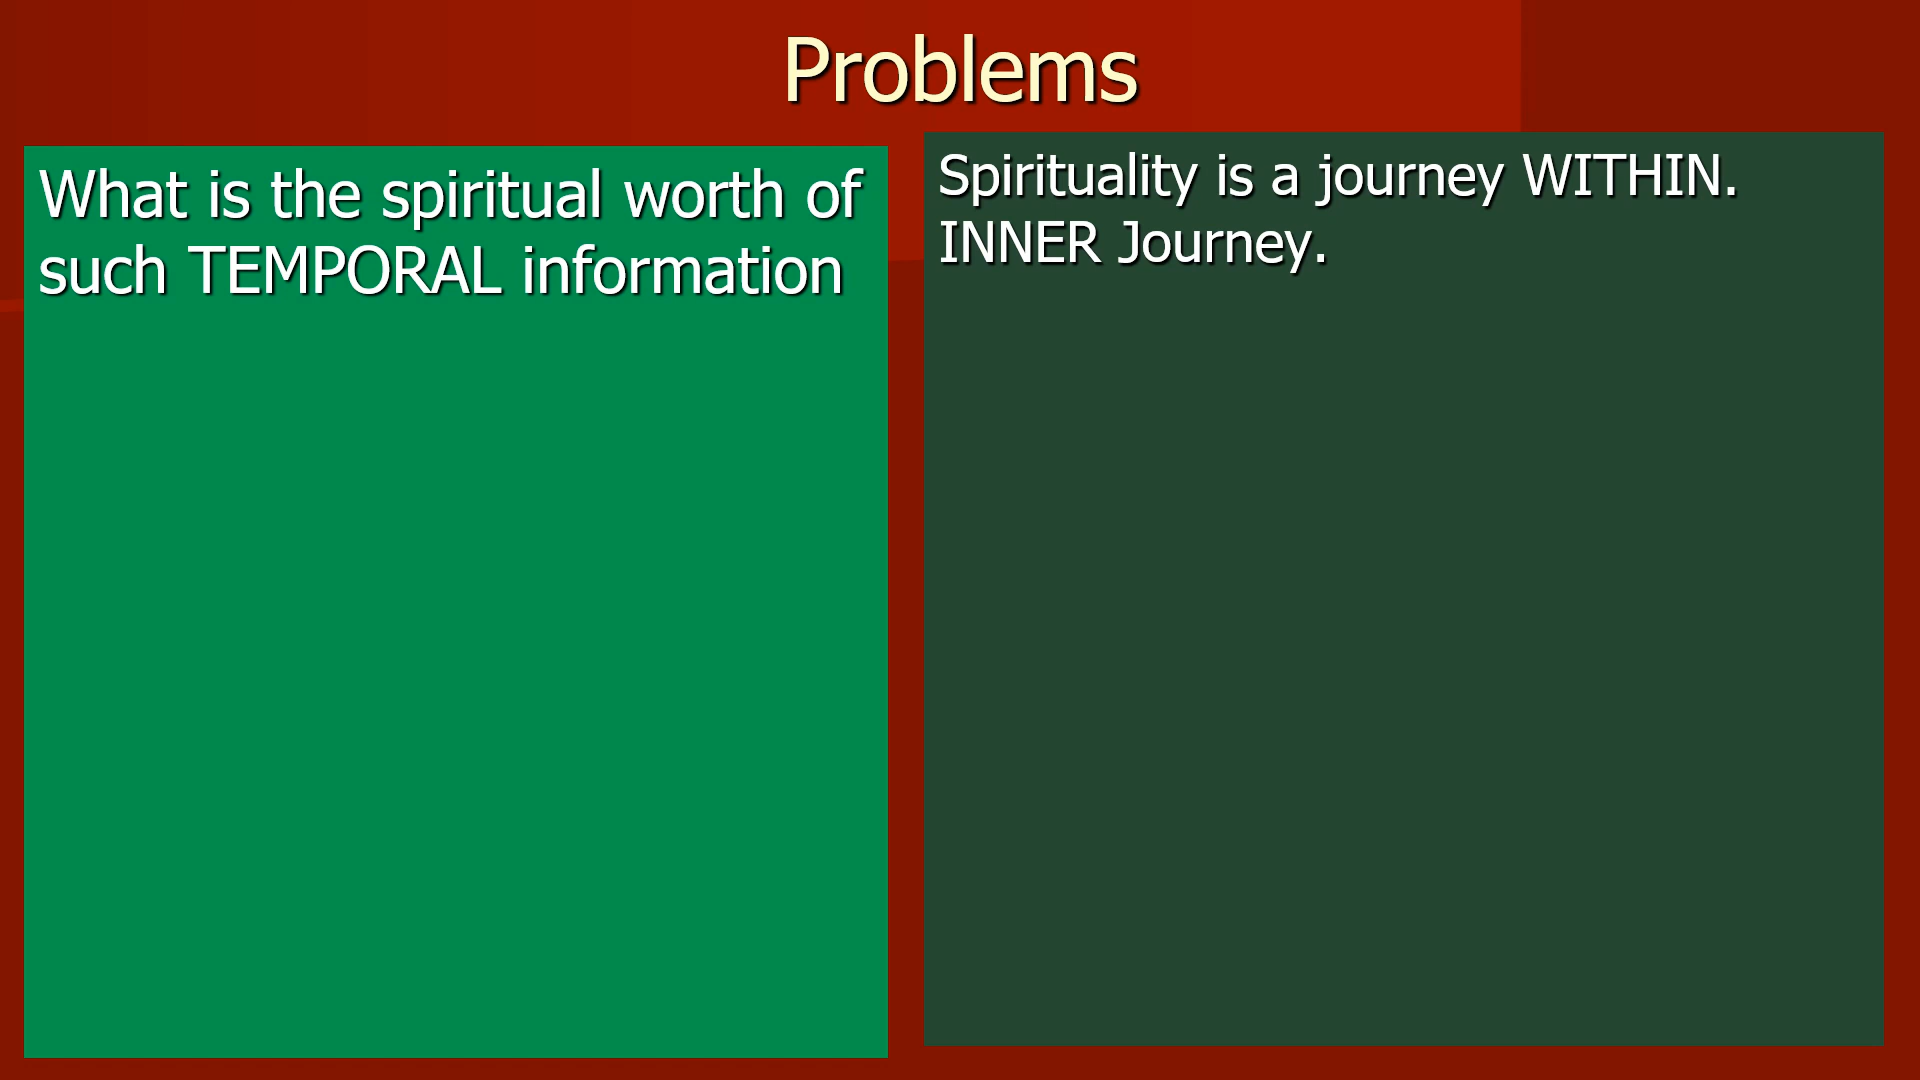 Problems
What is the spiritual worth of
such TEMPORAL information
Spirituality is a journey WITHIN.
INNER Journey.